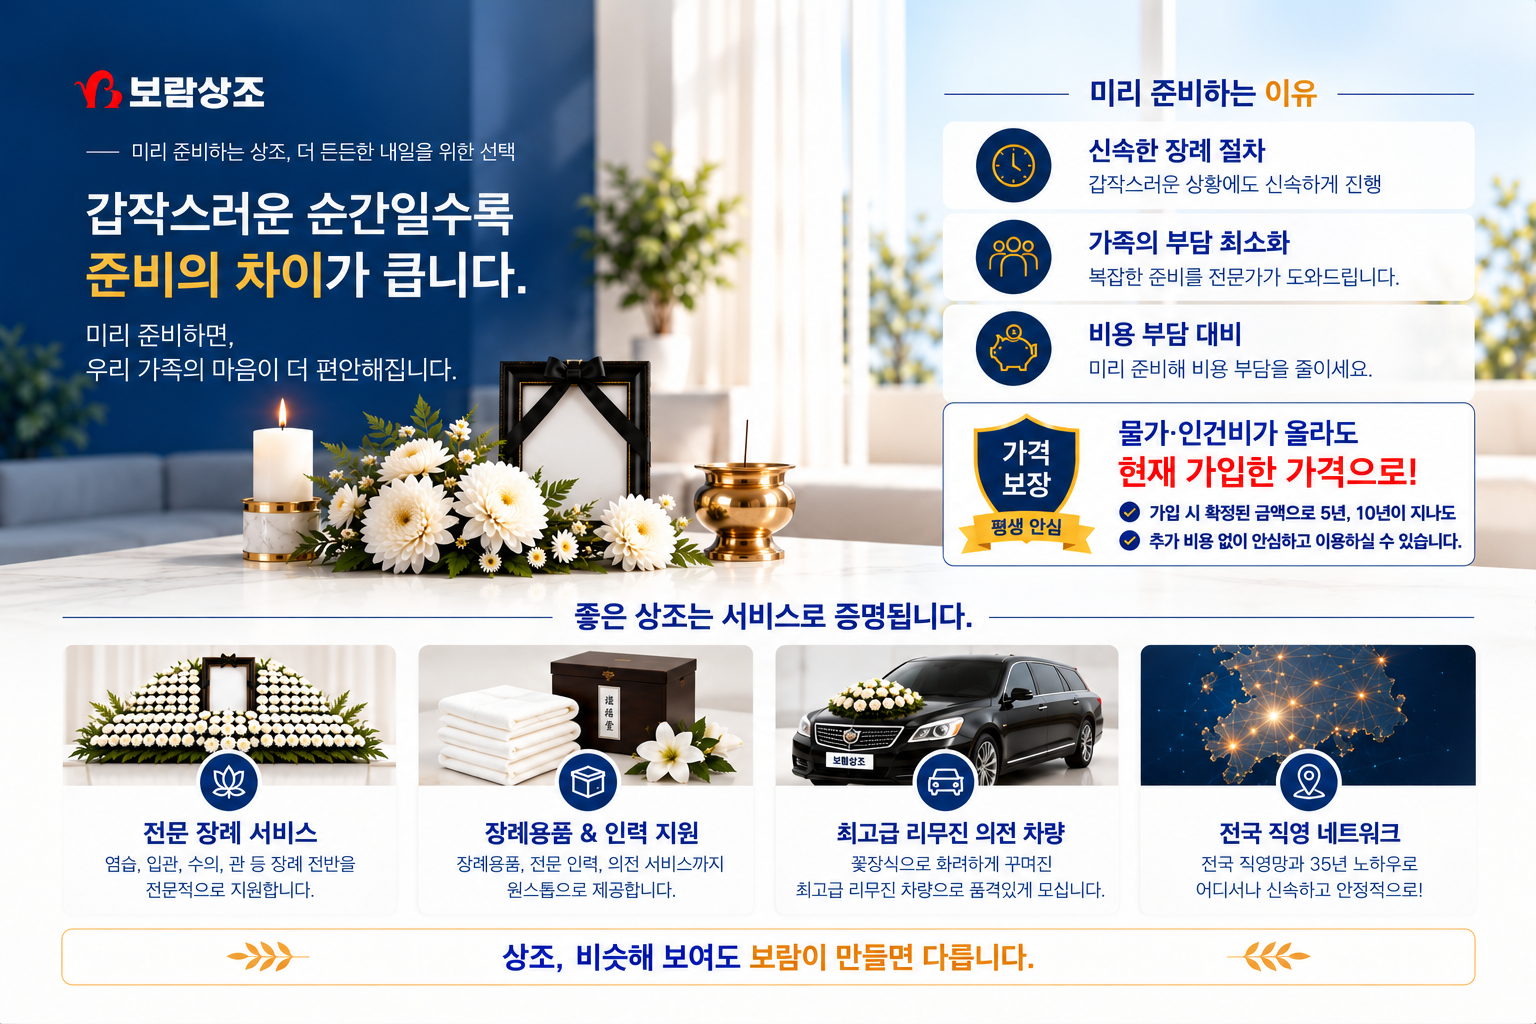 보람상조
미리 준비하는 상조, 더 든든한 내일을 위한 선택
갑작스러운 순간일수록
준비의 차이가 큽니다.
미리 준비하면,
우리 가족의 마음이 더 편안해집니다.
미리 준비하는 이유
신속한 장례 절차
갑작스러운 상황에도 신속하게 진행
가족의 부담 최소화
복잡한 준비를 전문가가 도와드립니다.
비용 부담 대비
미리 준비해 비용 부담을 줄이세요.
가격
보장
평생 안심
물가·인건비가 올라도
현재 가입한 가격으로!
가입 시 확정된 금액으로 5년, 10년이 지나도
추가 비용 없이 안심하고 이용하실 수 있습니다.
좋은 상조는 서비스로 증명됩니다.
전문 장례 서비스
염습, 입관, 수의, 관 등 장례 전반을
전문적으로 지원합니다.
장례용품 & 인력 지원
장례용품, 전문 인력, 의전 서비스까지
원스톱으로 제공합니다.
보람상조
최고급 리무진 의전 차량
꽃장식으로 화려하게 꾸며진
최고급 리무진 차량으로 품격있게 모십니다.
전국 직영 네트워크
전국 직영망과 35년 노하우로
어디서나 신속하고 안정적으로!
상조, 비슷해 보여도 보람이 만들면 다릅니다.